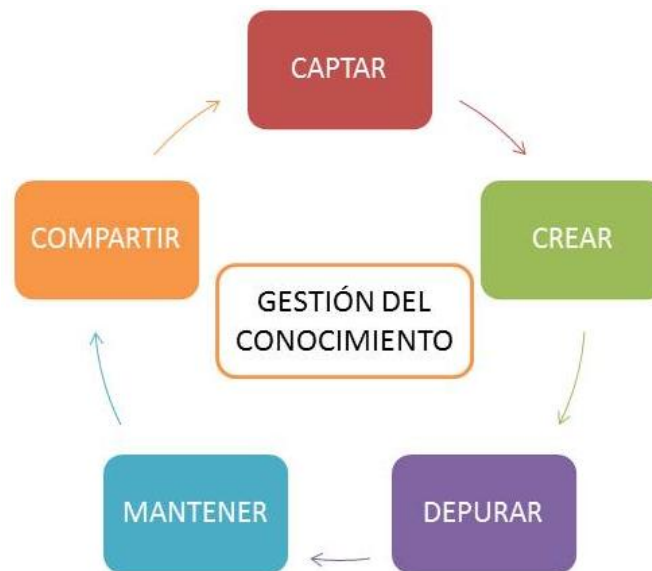 CAPTAR
CREAR
DEPURAR
MANTENER
COMPARTIR
GESTIÓN DEL
CONOCIMIENTO